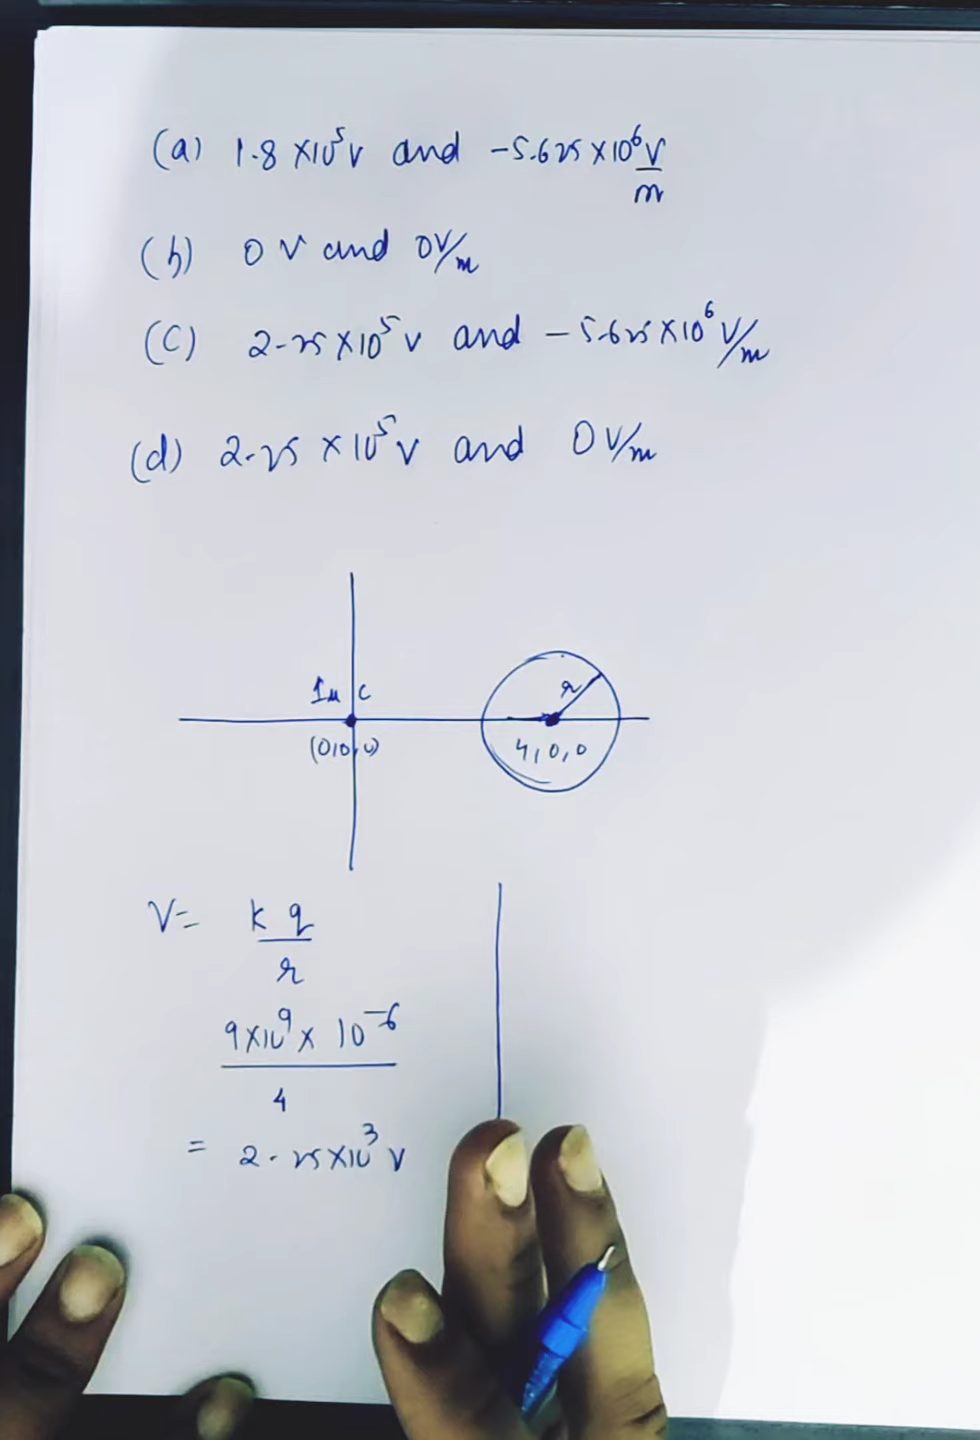 (a) 1.8 ×10⁵ V and -5.625 ×10⁶ V/m
(b) 0 V and 0 V/m
(C) 2-25 ×10⁵ V and -5.625 ×10⁶ V/m
(d) 2.25 × 10⁵ V and 0 V/m
1μ C
r
(0,0,0)
4,0,0
V= kq/r
9×10⁹ × 10⁻⁶ / 4
= 2.25×10³ V